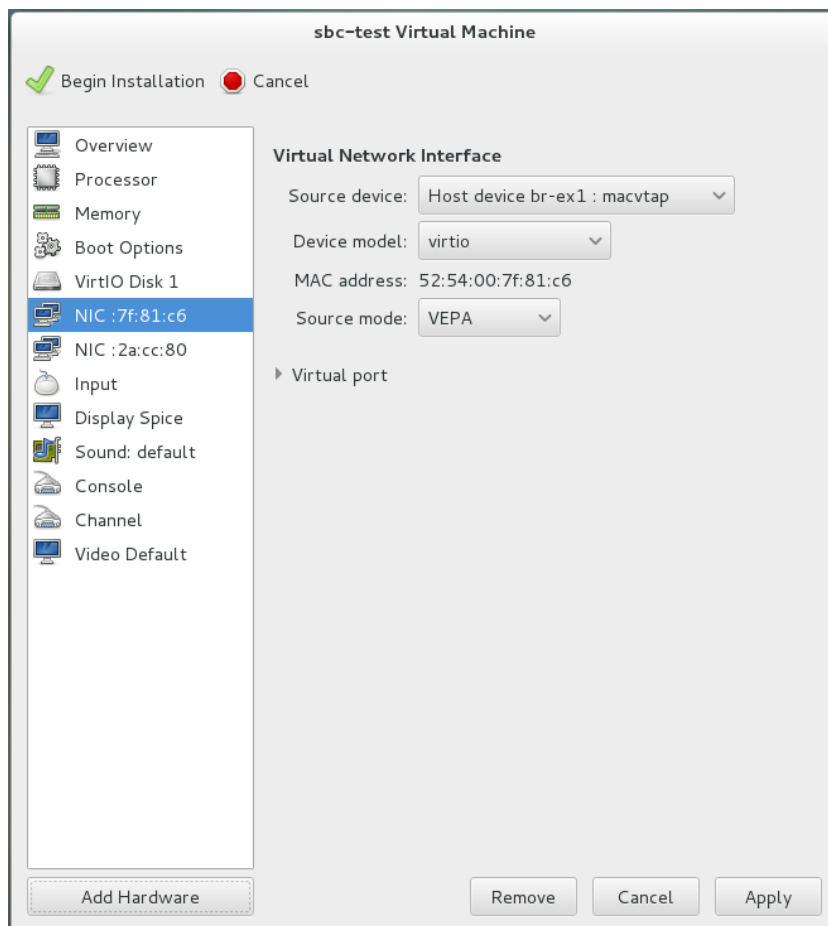 sbc-test Virtual Machine
Begin Installation Cancel
Overview
Processor
Memory
Boot Options
VirtIO Disk 1
NIC :7f:81:c6
NIC :2a:cc:80
Input
Display Spice
Sound: default
Console
Channel
Video Default
Add Hardware
Virtual Network Interface
Source device: Host device br-ex1 : macvtap
Device model: virtio
MAC address: 52:54:00:7f:81:c6
Source mode: VEPA
Virtual port
Remove Cancel Apply